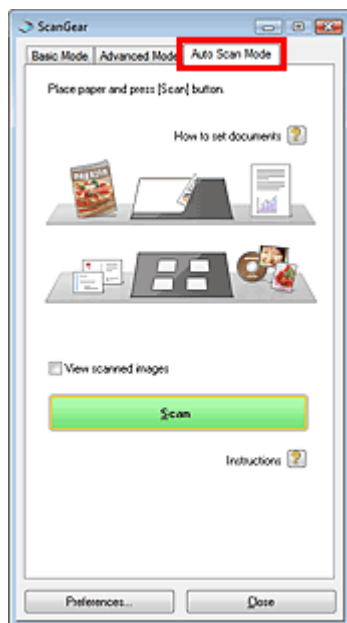 ScanGear
Basic Mode Advanced Mode Auto Scan Mode
Place paper and press [Scan] button.
How to set documents
MAGAZINE
View scanned images
Scan
Instructions
Preferences... Close